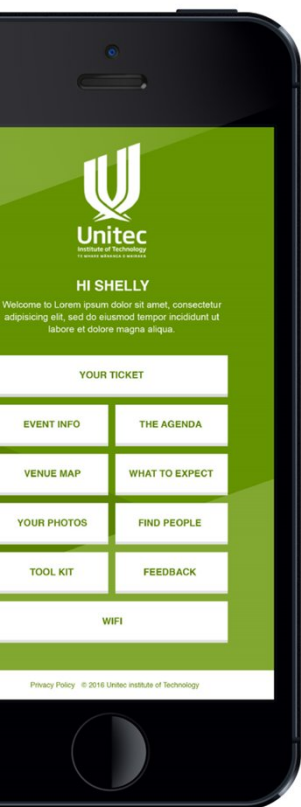 Unitec
Institute of Technology
HI SHELLY
Welcome to Lorem ipsum dolor sit amet, consectetur
adipisicing elit, sed do eiusmod tempor incididunt ut
labore et dolore magna aliqua.
YOUR TICKET
EVENT INFO THE AGENDA
VENUE MAP WHAT TO EXPECT
YOUR PHOTOS FIND PEOPLE
TOOL KIT FEEDBACK
WIFI
Privacy Policy © 2016 Unitec institute of Technology